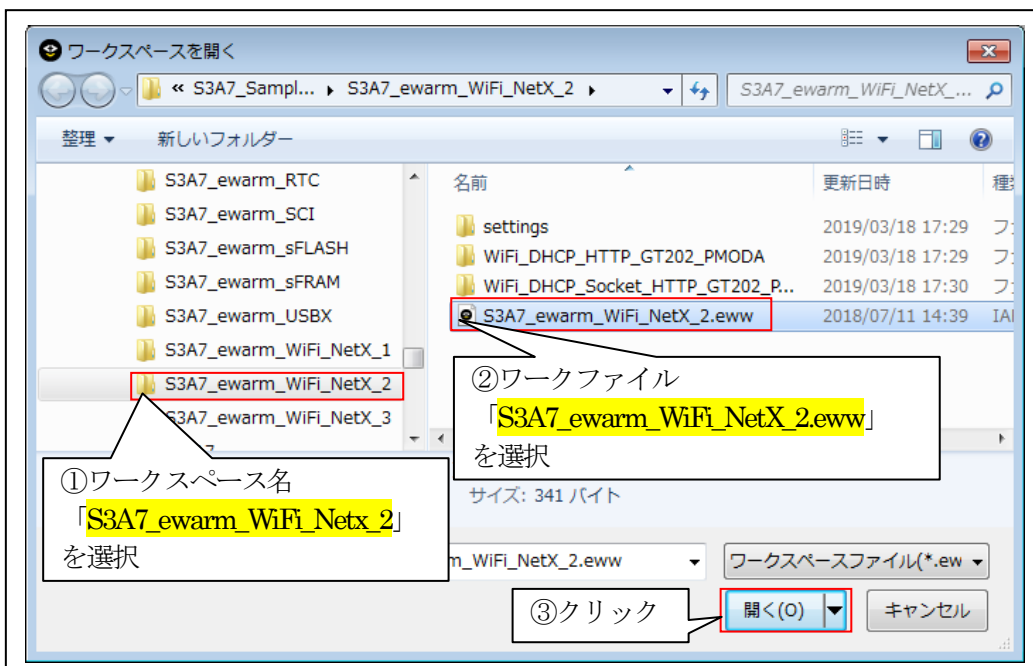 ワークスペースを開く
« S3A7_Sampl... ▸ S3A7_ewarm_WiFi_NetX_2 ▸
S3A7_ewarm_WiFi_NetX_...
整理 ▼ 新しいフォルダー
S3A7_ewarm_RTC
S3A7_ewarm_SCI
S3A7_ewarm_sFLASH
S3A7_ewarm_sFRAM
S3A7_ewarm_USBX
S3A7_ewarm_WiFi_NetX_1
S3A7_ewarm_WiFi_NetX_2
S3A7_ewarm_WiFi_NetX_3
名前 更新日時
settings 2019/03/18 17:29
WiFi_DHCP_HTTP_GT202_PMODA 2019/03/18 17:29
WiFi_DHCP_Socket_HTTP_GT202_P... 2019/03/18 17:30
S3A7_ewarm_WiFi_NetX_2.eww 2018/07/11 14:39
②ワークファイル
「S3A7_ewarm_WiFi_NetX_2.eww」
を選択
①ワークスペース名
「S3A7_ewarm_WiFi_Netx_2」
を選択
サイズ: 341 バイト
m_WiFi_NetX_2.eww
ワークスペースファイル(*.ew
③クリック
開く(O)
キャンセル